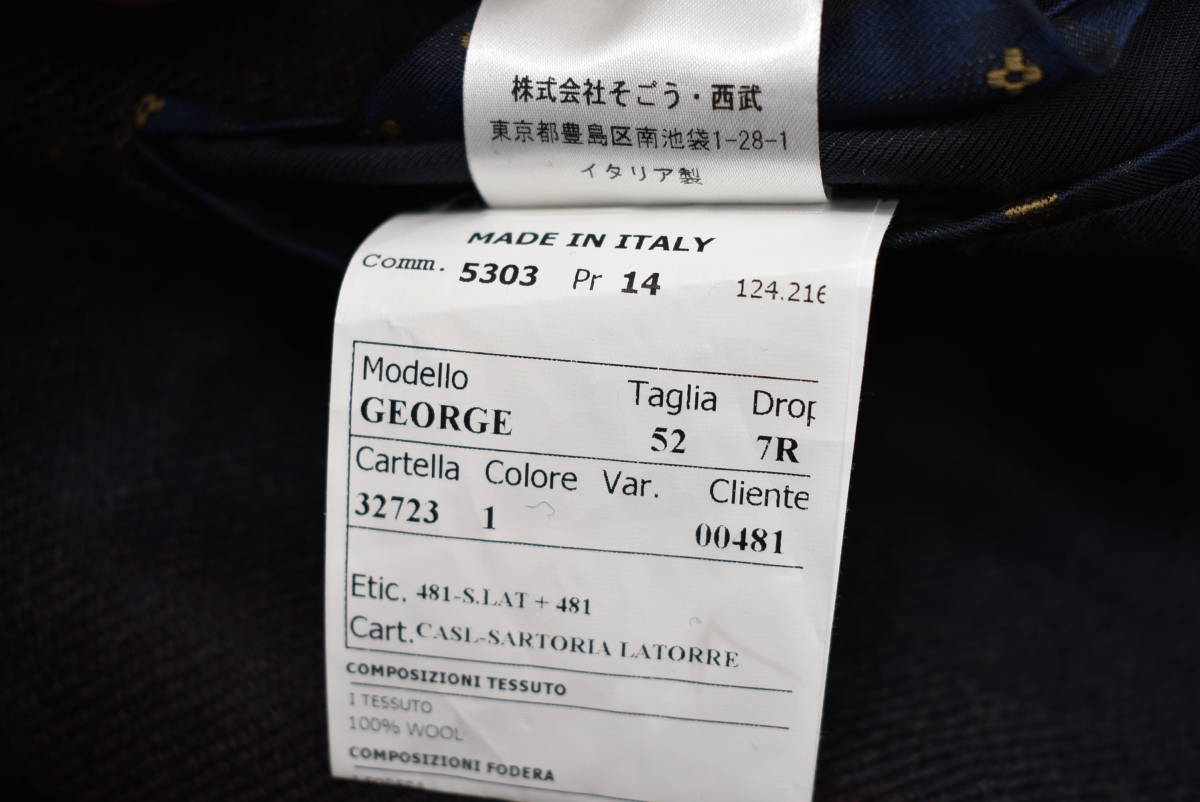 株式会社そごう・西武
東京都豊島区南池袋1-28-1
イタリア製
MADE IN ITALY
Comm. 5303 Pr 14 124.216
Modello Taglia Drop
GEORGE 52 7R
Cartella Colore Var. Cliente
32723 1 00481
Etic. 481-S.LAT + 481
Cart. CASL-SARTORIA LATORRE
COMPOSIZIONI TESSUTO
1 TESSUTO
100% WOOL
COMPOSIZIONI FODERA